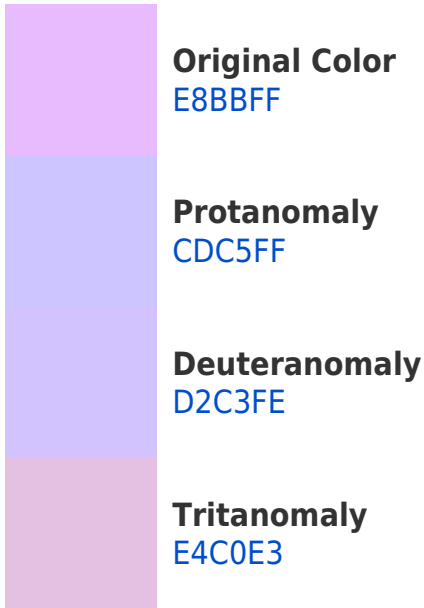 Original Color
E8BBFF
Protanomaly
CDC5FF
Deuteranomaly
D2C3FE
Tritanomaly
E4C0E3